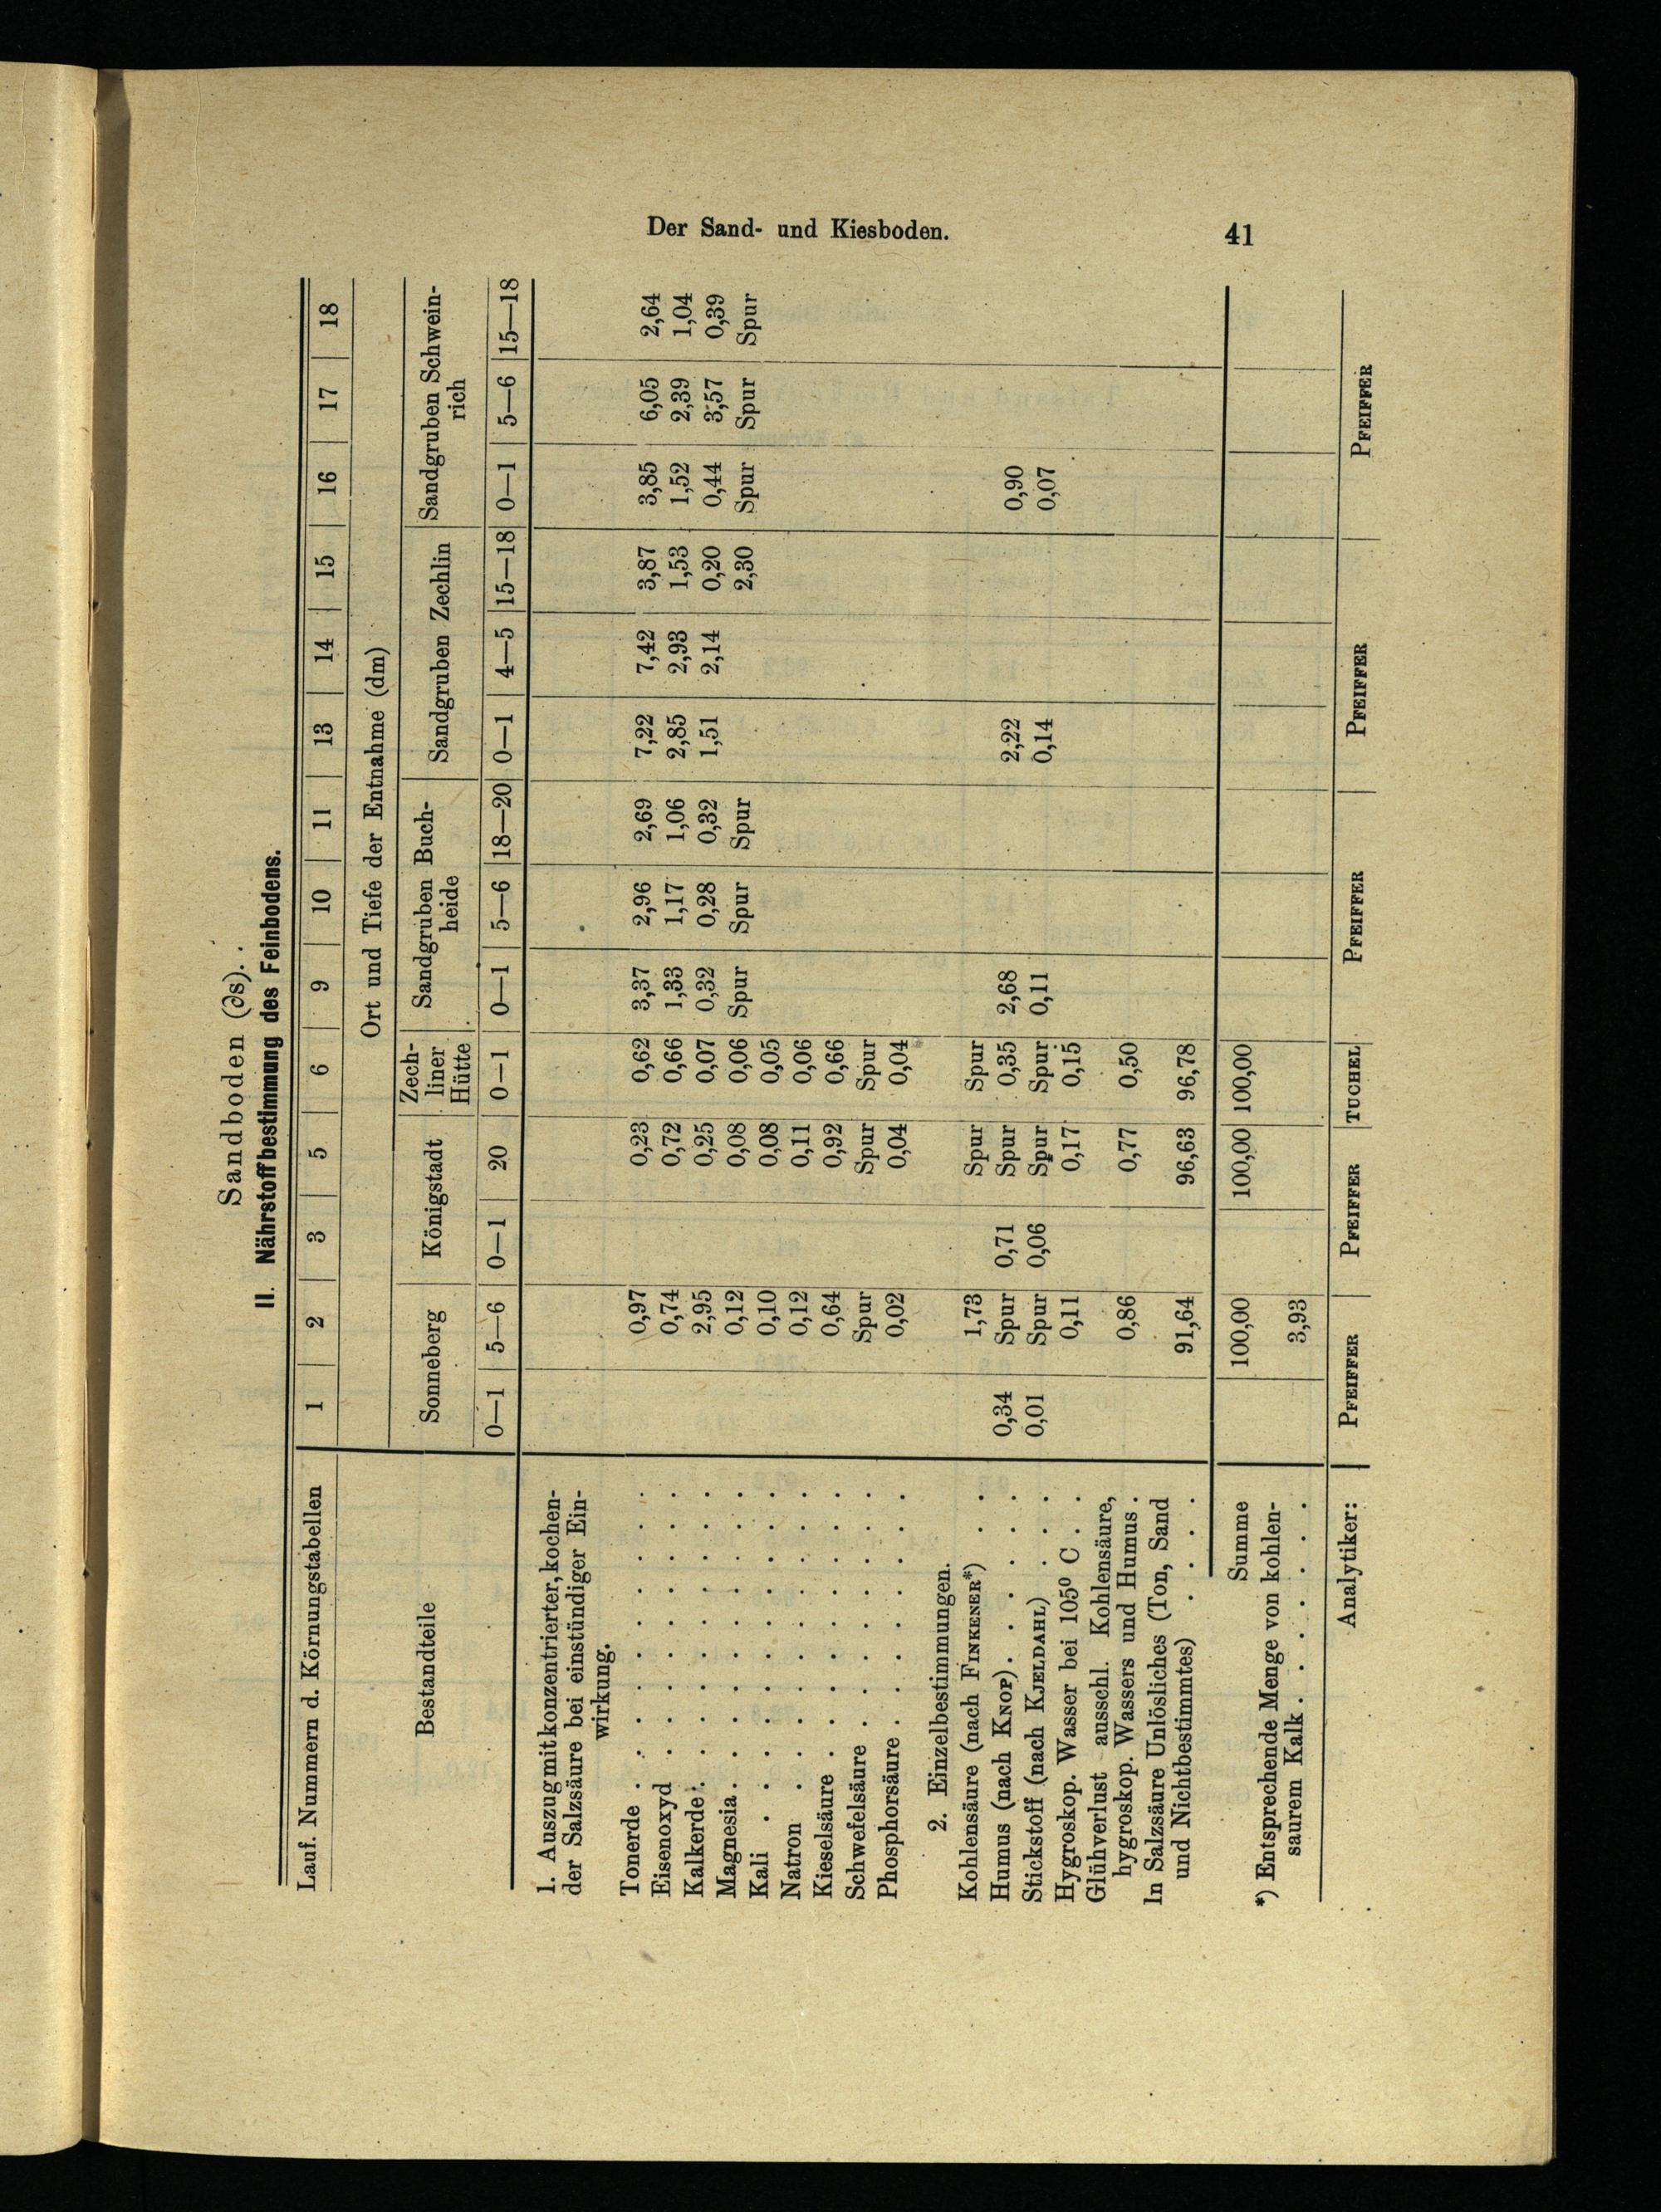 Der Sand- und Kiesboden. 41
Sandboden (∂s).
II. Nährstoffbestimmung des Feinbodens.
Lauf. Nummern d. Körnungstabellen 1 2 3 5 6 9 10 11 13 14 15 16 17 18
Ort und Tiefe der Entnahme (dm)
Bestandteile Sonneberg Königstadt Zech-liner Hütte Sandgruben Buch-heide Sandgruben Zechlin Sandgruben Schwein-rich
0—1 5—6 0—1 20 0—1 0—1 5—6 18—20 0—1 4—5 15—18 0—1 5—6 15—18
1. Auszug mit konzentrierter, kochen-
der Salzsäure bei einstündiger Ein-
wirkung.
Tonerde 0,97 0,23 0,62 3,37 2,96 2,69 7,22 7,42 3,87 3,85 6,05 2,64
Eisenoxyd 0,74 0,72 0,66 1,33 1,17 1,06 2,85 2,93 1,53 1,52 2,39 1,04
Kalkerde 2,95 0,25 0,07 0,32 0,28 0,32 1,51 2,14 0,20 0,44 3,57 0,39
Magnesia 0,12 0,08 0,06 Spur Spur Spur 2,30 Spur Spur Spur
Kali 0,10 0,08 0,05
Natron 0,12 0,11 0,06
Kieselsäure 0,64 0,92 0,66
Schwefelsäure Spur Spur Spur
Phosphorsäure 0,02 0,04 0,04
2. Einzelbestimmungen.
Kohlensäure (nach FINKENER*) 1,73 Spur Spur
Humus (nach KNOP) 0,34 Spur 0,71 Spur 0,35 2,68 2,22 0,90
Stickstoff (nach KJELDAHL) 0,01 Spur 0,06 Spur Spur 0,11 0,14 0,07
Hygroskop. Wasser bei 105⁰ C 0,11 0,17 0,15
Glühverlust ausschl. Kohlensäure,
hygroskop. Wassers und Humus 0,86 0,77 0,50
In Salzsäure Unlösliches (Ton, Sand
und Nichtbestimmtes) 91,64 96,63 96,78
Summe 100,00 100,00 100,00
*) Entsprechende Menge von kohlen-
saurem Kalk 3,93
Analytiker: PFEIFFER PFEIFFER TUCHEL PFEIFFER PFEIFFER PFEIFFER